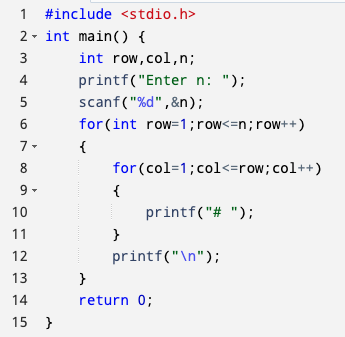 1 #include <stdio.h>
2 int main() {
3 int row,col,n;
4 printf("Enter n: ");
5 scanf("%d",&n);
6 for(int row=1;row<=n;row++)
7 {
8 for(col=1;col<=row;col++)
9 {
10 printf("# ");
11 }
12 printf("\n");
13 }
14 return 0;
15 }